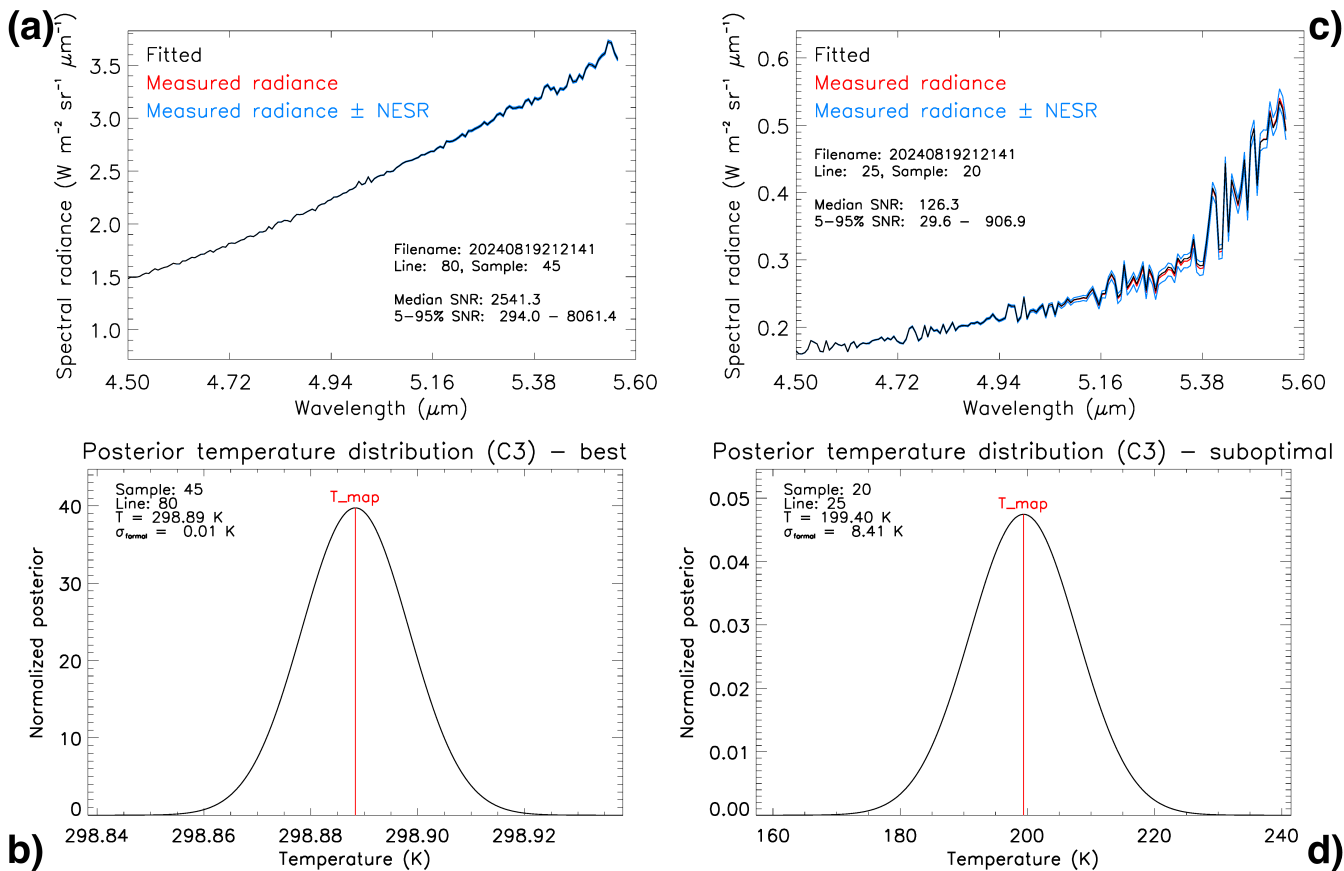 (a)
Spectral radiance (W m⁻² sr⁻¹ μm⁻¹)
3.5
3.0
2.5
2.0
1.5
1.0
Fitted
Measured radiance
Measured radiance ± NESR
Filename: 20240819212141
Line: 80, Sample: 45
Median SNR: 2541.3
5–95% SNR: 294.0 – 8061.4
4.50 4.72 4.94 5.16 5.38 5.60
Wavelength (μm)
c)
Spectral radiance (W m⁻² sr⁻¹ μm⁻¹)
0.6
0.5
0.4
0.3
0.2
Fitted
Measured radiance
Measured radiance ± NESR
Filename: 20240819212141
Line: 25, Sample: 20
Median SNR: 126.3
5–95% SNR: 29.6 – 906.9
4.50 4.72 4.94 5.16 5.38 5.60
Wavelength (μm)
Posterior temperature distribution (C3) – best
Normalized posterior
40
30
20
10
0
Sample: 45
Line: 80
T = 298.89 K
σformal = 0.01 K
T_map
298.84 298.86 298.88 298.90 298.92
Temperature (K)
b)
Posterior temperature distribution (C3) – suboptimal
Normalized posterior
0.05
0.04
0.03
0.02
0.01
0.00
Sample: 20
Line: 25
T = 199.40 K
σformal = 8.41 K
T_map
160 180 200 220 240
Temperature (K)
d)